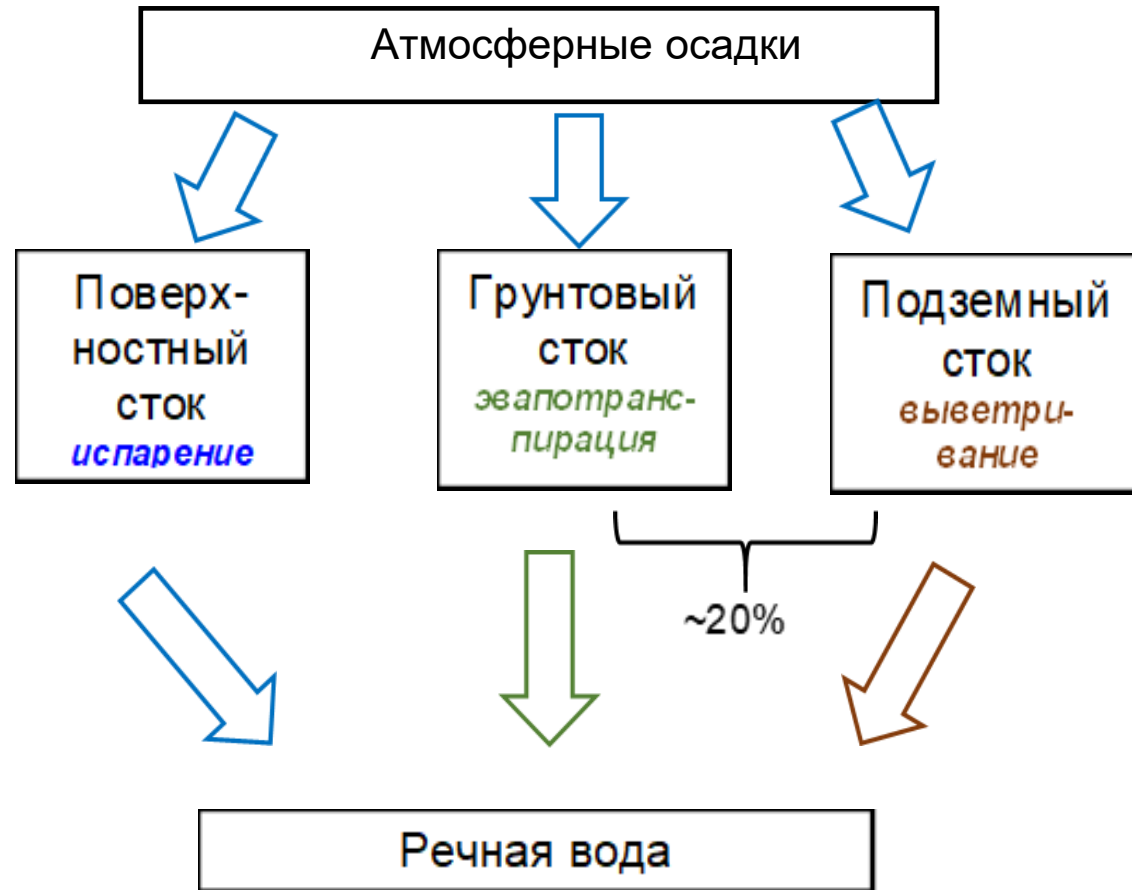 Атмосферные осадки
Поверх-
ностный
сток
испарение
Грунтовый
сток
эвапотранс-
пирация
Подземный
сток
выветри-
вание
~20%
Речная вода